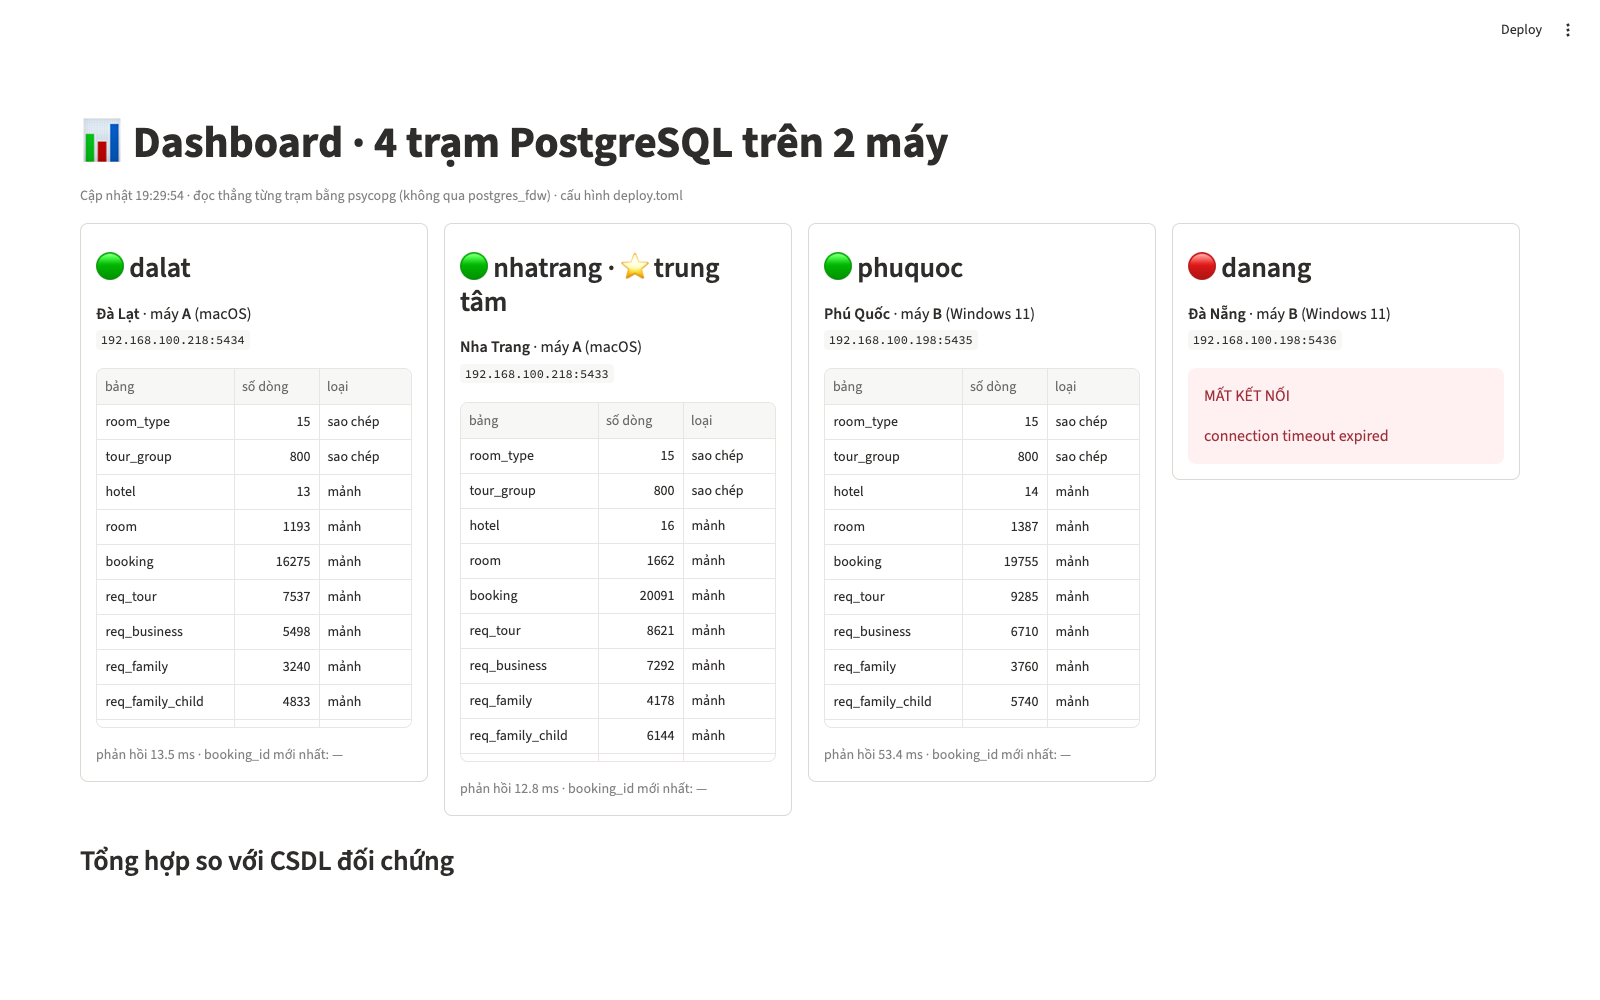 Deploy
Dashboard · 4 trạm PostgreSQL trên 2 máy
Cập nhật 19:29:54 · đọc thẳng từng trạm bằng psycopg (không qua postgres_fdw) · cấu hình deploy.toml
dalat
Đà Lạt · máy A (macOS)
192.168.100.218:5434
bảng số dòng loại
room_type 15 sao chép
tour_group 800 sao chép
hotel 13 mảnh
room 1193 mảnh
booking 16275 mảnh
req_tour 7537 mảnh
req_business 5498 mảnh
req_family 3240 mảnh
req_family_child 4833 mảnh
phản hồi 13.5 ms · booking_id mới nhất: —
nhatrang · ⭐ trung
tâm
Nha Trang · máy A (macOS)
192.168.100.218:5433
bảng số dòng loại
room_type 15 sao chép
tour_group 800 sao chép
hotel 16 mảnh
room 1662 mảnh
booking 20091 mảnh
req_tour 8621 mảnh
req_business 7292 mảnh
req_family 4178 mảnh
req_family_child 6144 mảnh
phản hồi 12.8 ms · booking_id mới nhất: —
phuquoc
Phú Quốc · máy B (Windows 11)
192.168.100.198:5435
bảng số dòng loại
room_type 15 sao chép
tour_group 800 sao chép
hotel 14 mảnh
room 1387 mảnh
booking 19755 mảnh
req_tour 9285 mảnh
req_business 6710 mảnh
req_family 3760 mảnh
req_family_child 5740 mảnh
phản hồi 53.4 ms · booking_id mới nhất: —
danang
Đà Nẵng · máy B (Windows 11)
192.168.100.198:5436
MẤT KẾT NỐI
connection timeout expired
Tổng hợp so với CSDL đối chứng